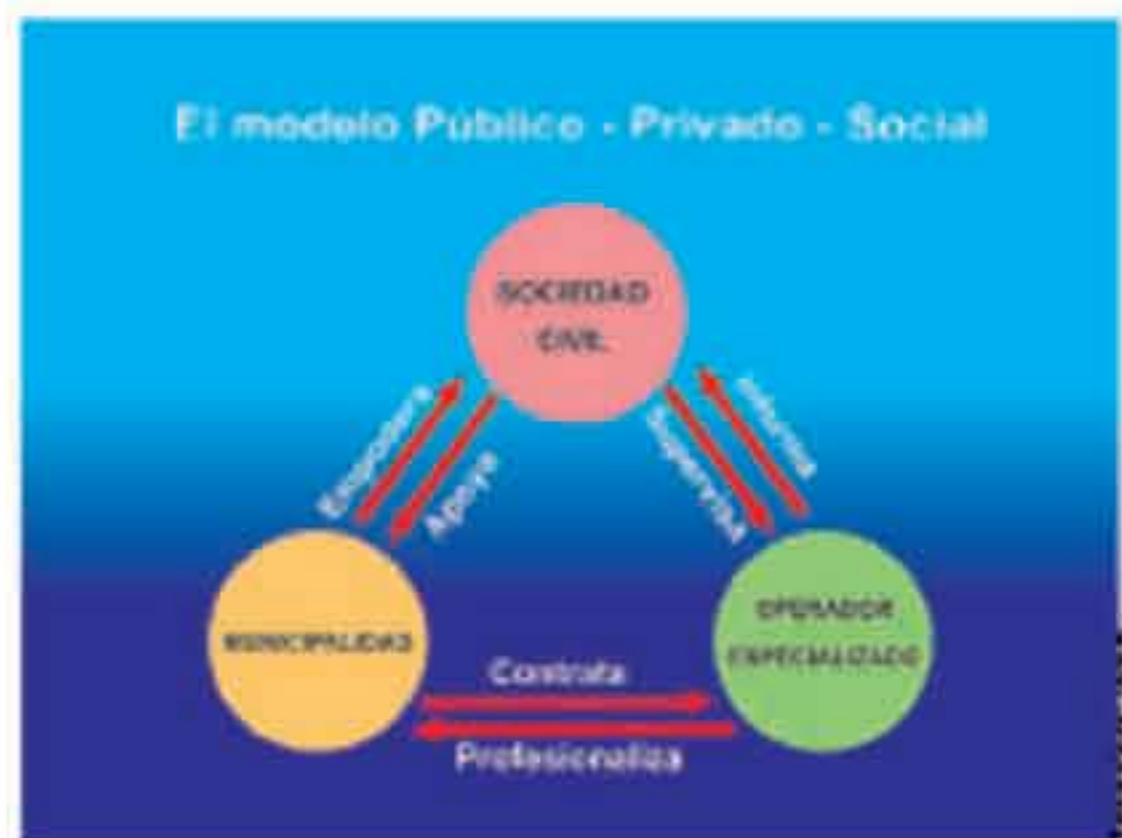 El modelo Público - Privado - Social
SOCIEDAD
CIVIL
Empodera
Apoya
Supervisa
Informa
MUNICIPALIDAD
OPERADOR
ESPECIALIZADO
Contrata
Profesionaliza